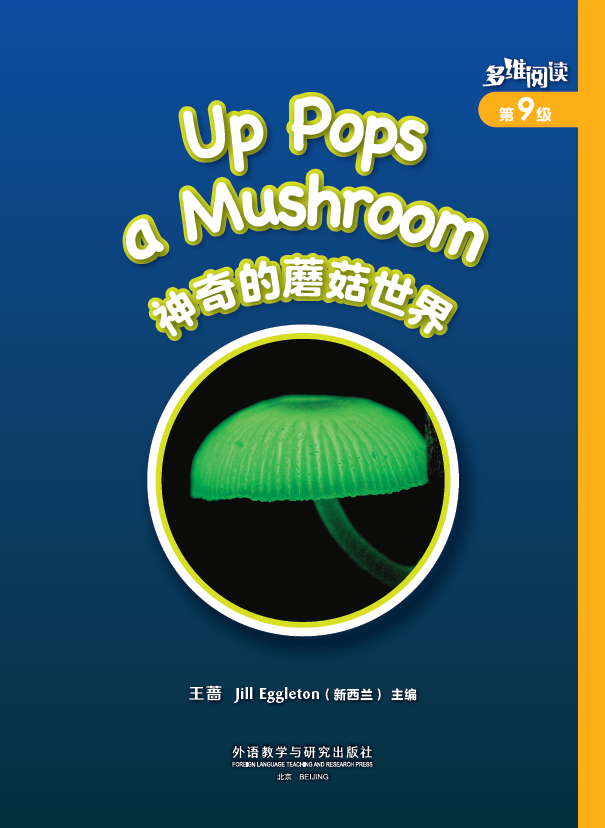 多维阅读
第9级
Up Pops
a Mushroom
神奇的蘑菇世界
王蔷 Jill Eggleton（新西兰） 主编
外语教学与研究出版社
FOREIGN LANGUAGE TEACHING AND RESEARCH PRESS
北京 BEIJING